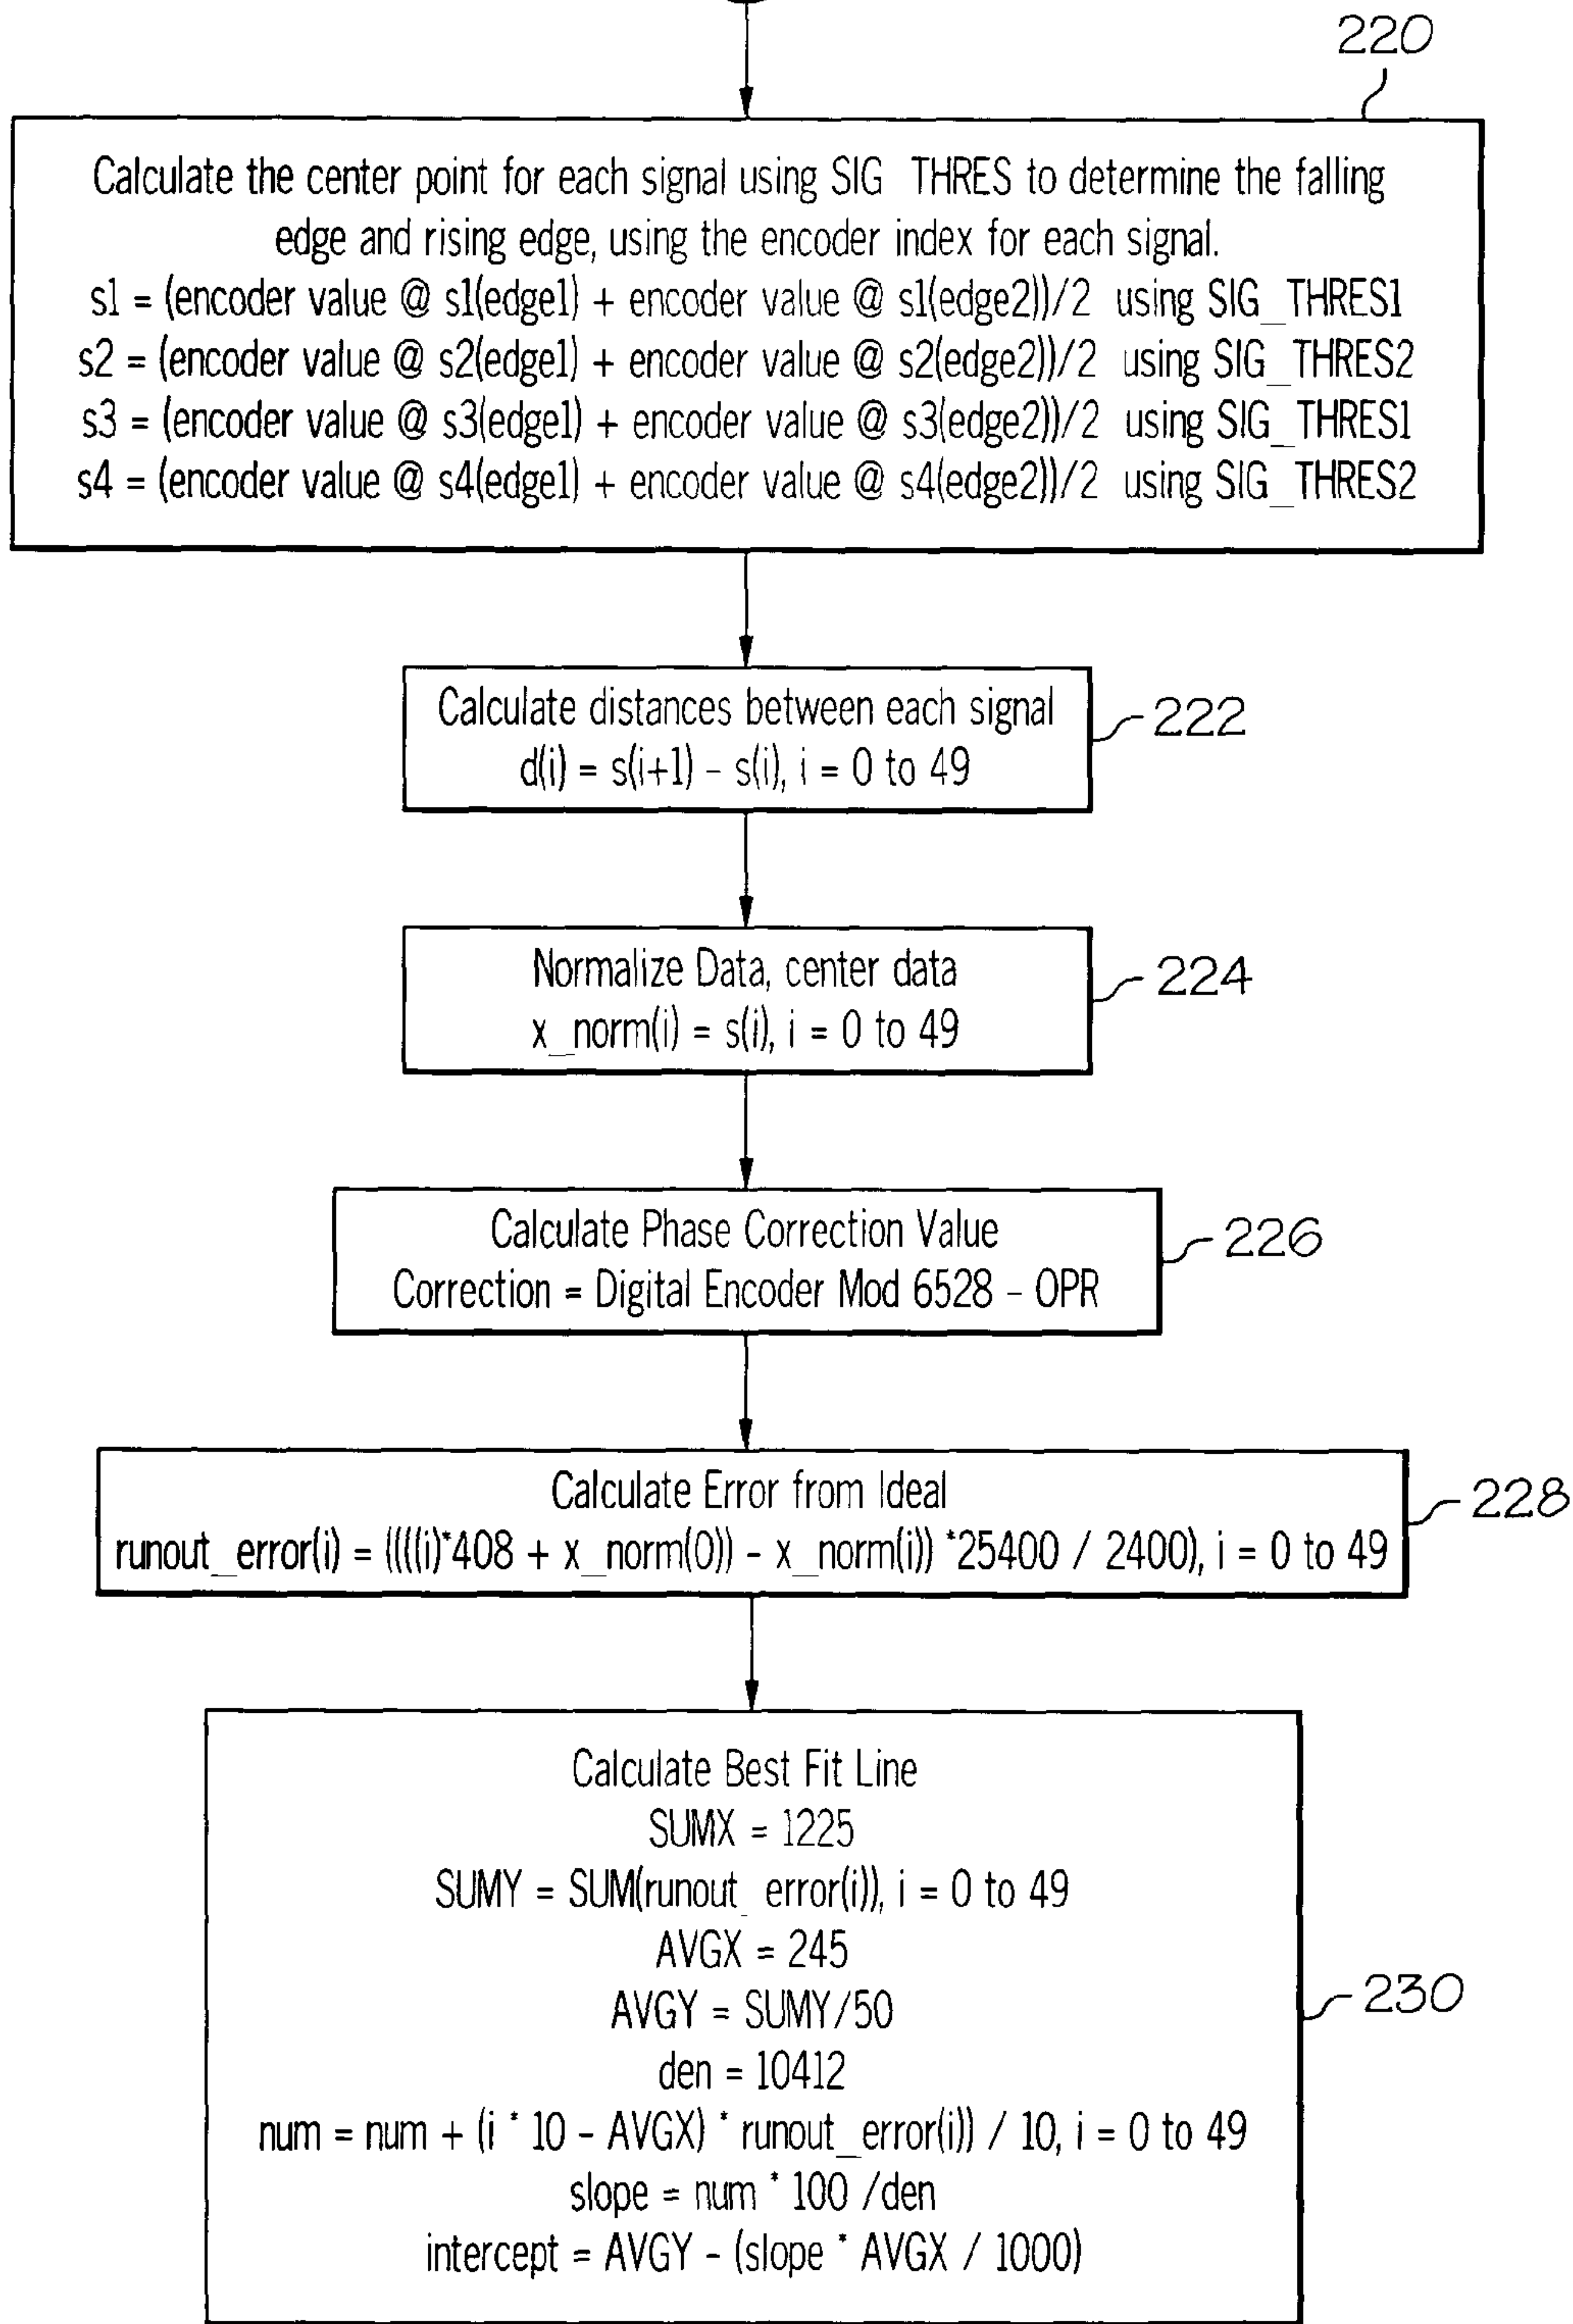 220
Calculate the center point for each signal using SIG THRES to determine the falling
edge and rising edge, using the encoder index for each signal.
s1 = (encoder value @ s1(edge1) + encoder value @ s1(edge2))/2 using SIG_THRES1
s2 = (encoder value @ s2(edge1) + encoder value @ s2(edge2))/2 using SIG_THRES2
s3 = (encoder value @ s3(edge1) + encoder value @ s3(edge2))/2 using SIG_THRES1
s4 = (encoder value @ s4(edge1) + encoder value @ s4(edge2))/2 using SIG_THRES2
Calculate distances between each signal
d(i) = s(i+1) - s(i), i = 0 to 49
222
Normalize Data, center data
x_norm(i) = s(i), i = 0 to 49
224
Calculate Phase Correction Value
Correction = Digital Encoder Mod 6528 - OPR
226
Calculate Error from Ideal
runout_error(i) = ((((i)*408 + x_norm(0)) - x_norm(i)) *25400 / 2400), i = 0 to 49
228
Calculate Best Fit Line
SUMX = 1225
SUMY = SUM(runout_error(i)), i = 0 to 49
AVGX = 245
AVGY = SUMY/50
den = 10412
num = num + (i * 10 - AVGX) * runout_error(i)) / 10, i = 0 to 49
slope = num * 100 /den
intercept = AVGY - (slope * AVGX / 1000)
230